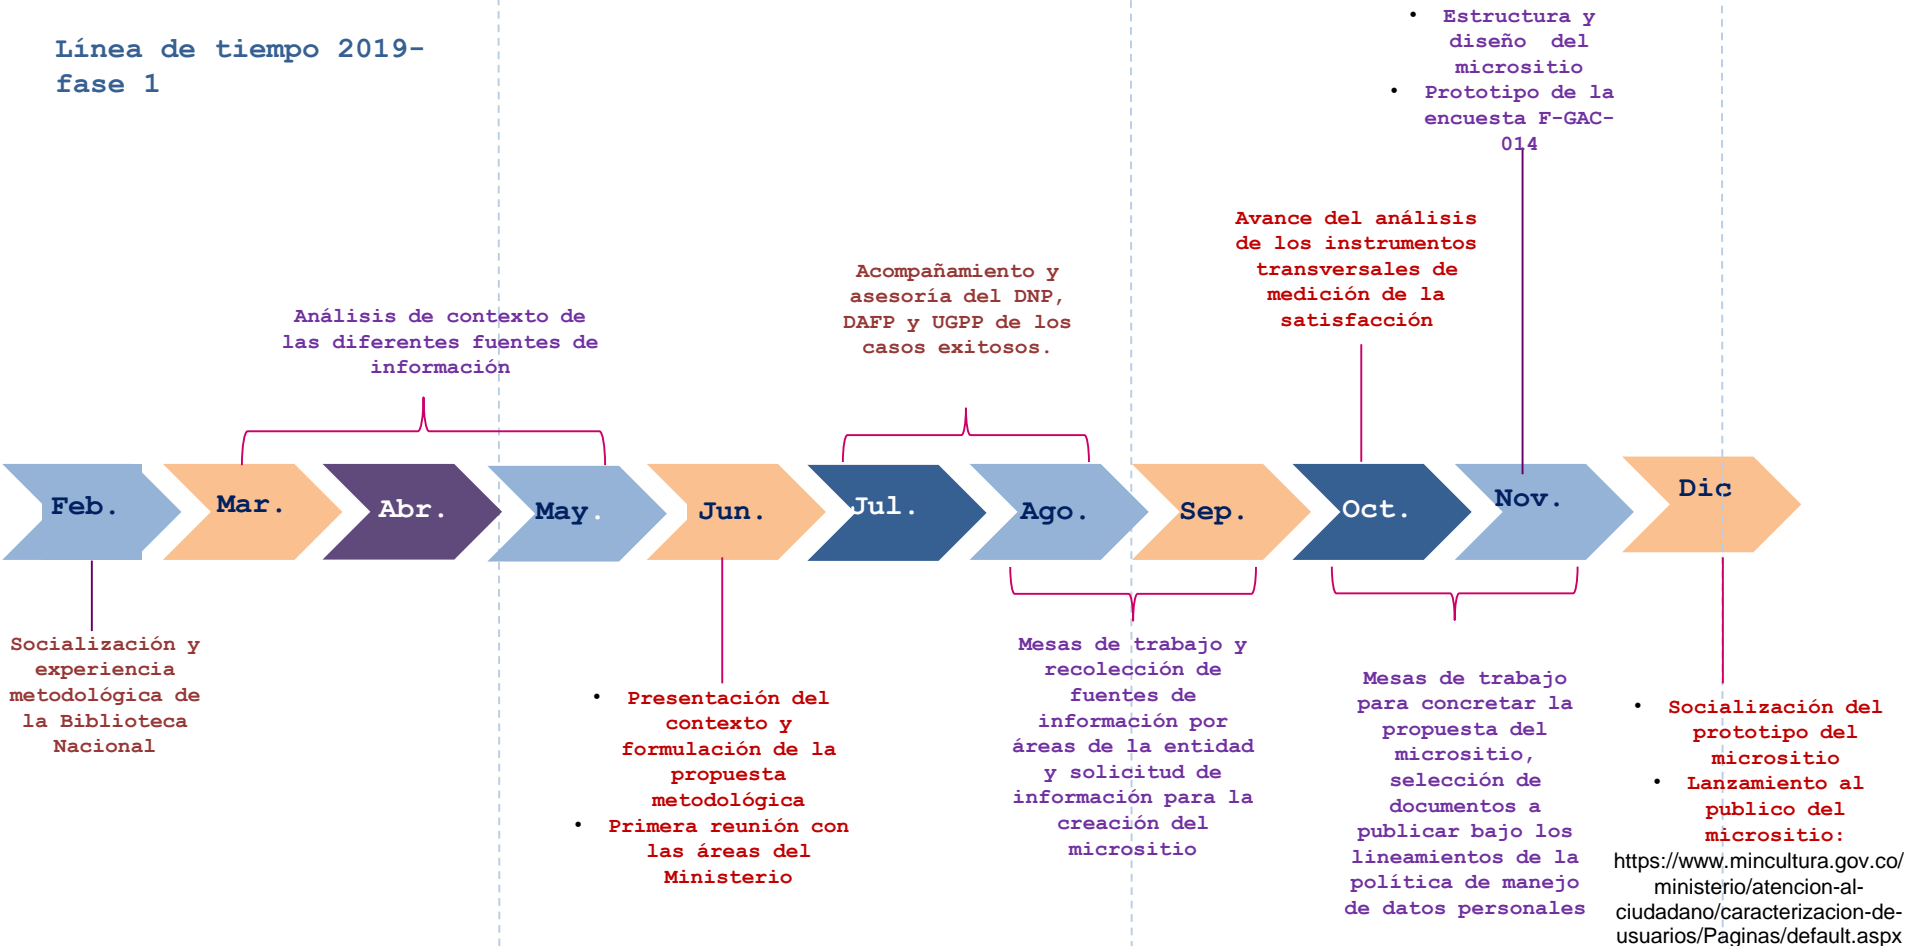 Línea de tiempo 2019-
fase 1
• Estructura y
diseño del
micrositio
• Prototipo de la
encuesta F-GAC-
014
Avance del análisis
de los instrumentos
transversales de
medición de la
satisfacción
Acompañamiento y
asesoría del DNP,
DAFP y UGPP de los
casos exitosos.
Análisis de contexto de
las diferentes fuentes de
información
Feb.
Mar.
Abr.
May.
Jun.
Jul.
Ago.
Sep.
Oct.
Nov.
Dic
Socialización y
experiencia
metodológica de
la Biblioteca
Nacional
• Presentación del
contexto y
formulación de la
propuesta
metodológica
• Primera reunión con
las áreas del
Ministerio
Mesas de trabajo y
recolección de
fuentes de
información por
áreas de la entidad
y solicitud de
información para la
creación del
micrositio
Mesas de trabajo
para concretar la
propuesta del
micrositio,
selección de
documentos a
publicar bajo los
lineamientos de la
política de manejo
de datos personales
• Socialización del
prototipo del
micrositio
• Lanzamiento al
publico del
micrositio:
https://www.mincultura.gov.co/
ministerio/atencion-al-
ciudadano/caracterizacion-de-
usuarios/Paginas/default.aspx